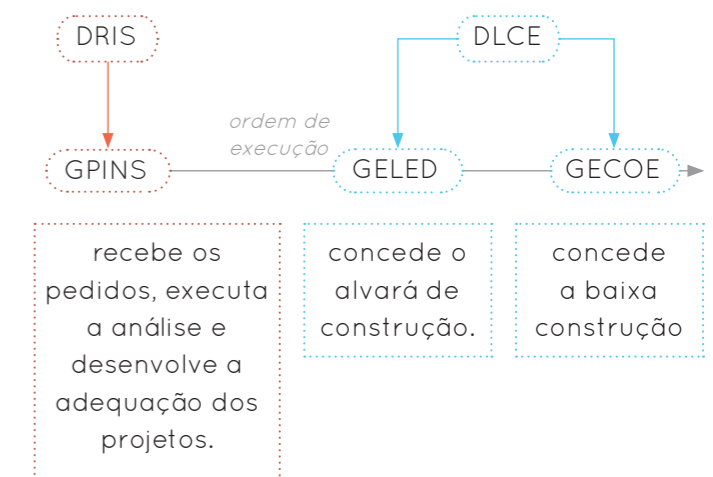 DRIS
DLCE
ordem de
execução
GPINS
GELED
GECOE
recebe os
pedidos, executa
a análise e
desenvolve a
adequação dos
projetos.
concede o
alvará de
construção.
concede
a baixa
construção